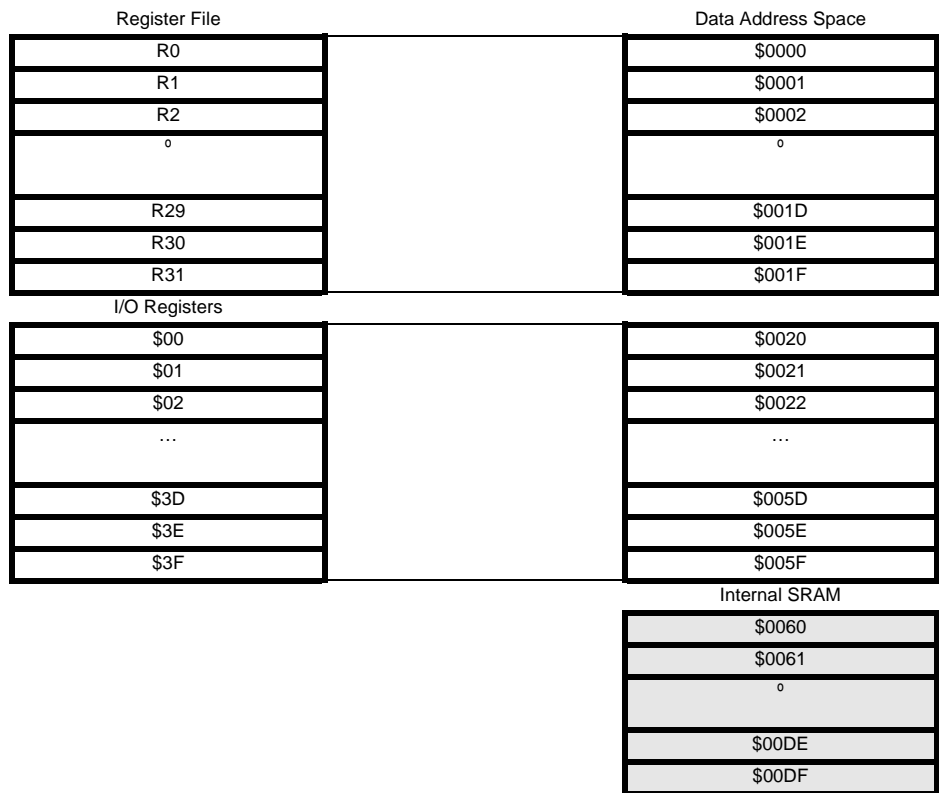 Register File Data Address Space
R0 $0000
R1 $0001
R2 $0002
o o
R29 $001D
R30 $001E
R31 $001F
I/O Registers
$00 $0020
$01 $0021
$02 $0022
… …
$3D $005D
$3E $005E
$3F $005F
Internal SRAM
$0060
$0061
o
$00DE
$00DF